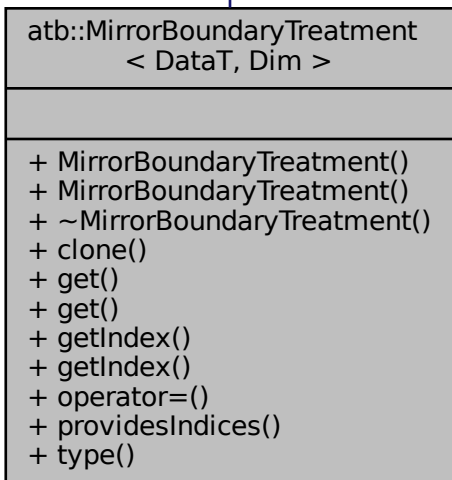 atb::MirrorBoundaryTreatment
< DataT, Dim >
+ MirrorBoundaryTreatment()
+ MirrorBoundaryTreatment()
+ ~MirrorBoundaryTreatment()
+ clone()
+ get()
+ get()
+ getIndex()
+ getIndex()
+ operator=()
+ providesIndices()
+ type()